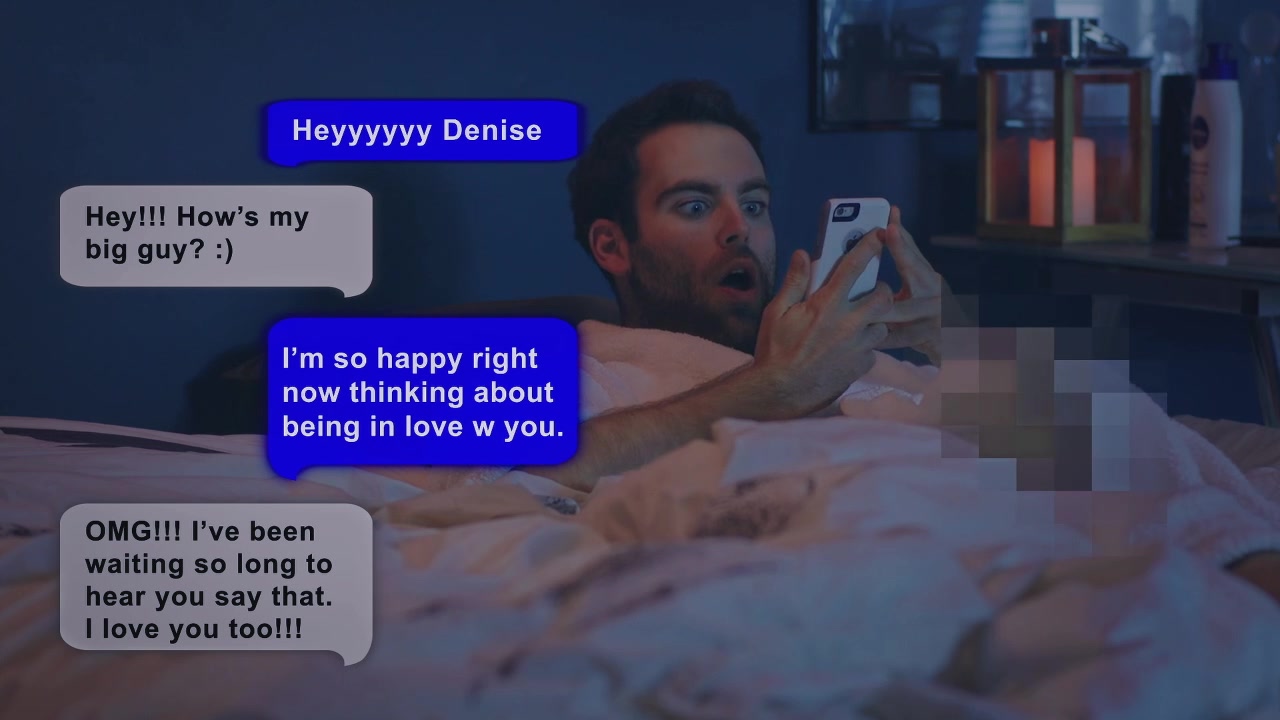 Heyyyyyy Denise
Hey!!! How’s my
big guy? :)
I’m so happy right
now thinking about
being in love w you.
OMG!!! I’ve been
waiting so long to
hear you say that.
I love you too!!!